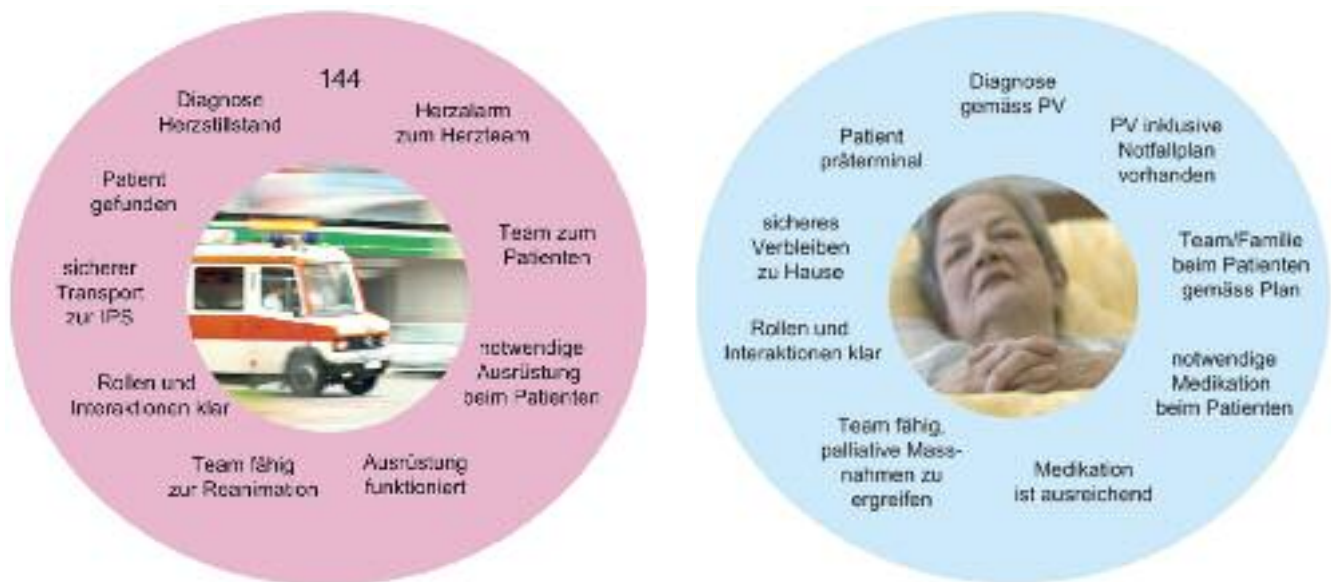 144
Diagnose
Herzstillstand
Herzalarm
zum Herzteam
Patient
gefunden
Team zum
Patienten
sicherer
Transport
zur IPS
notwendige
Ausrüstung
beim Patienten
Rollen und
Interaktionen klar
Team fähig
zur Reanimation
Ausrüstung
funktioniert
Diagnose
gemäss PV
Patient
präterminal
PV inklusive
Notfallplan
vorhanden
sicheres
Verbleiben
zu Hause
Team/Familie
beim Patienten
gemäss Plan
Rollen und
Interaktionen klar
notwendige
Medikation
beim Patienten
Team fähig,
palliative Mass-
nahmen zu
ergreifen
Medikation
ist ausreichend